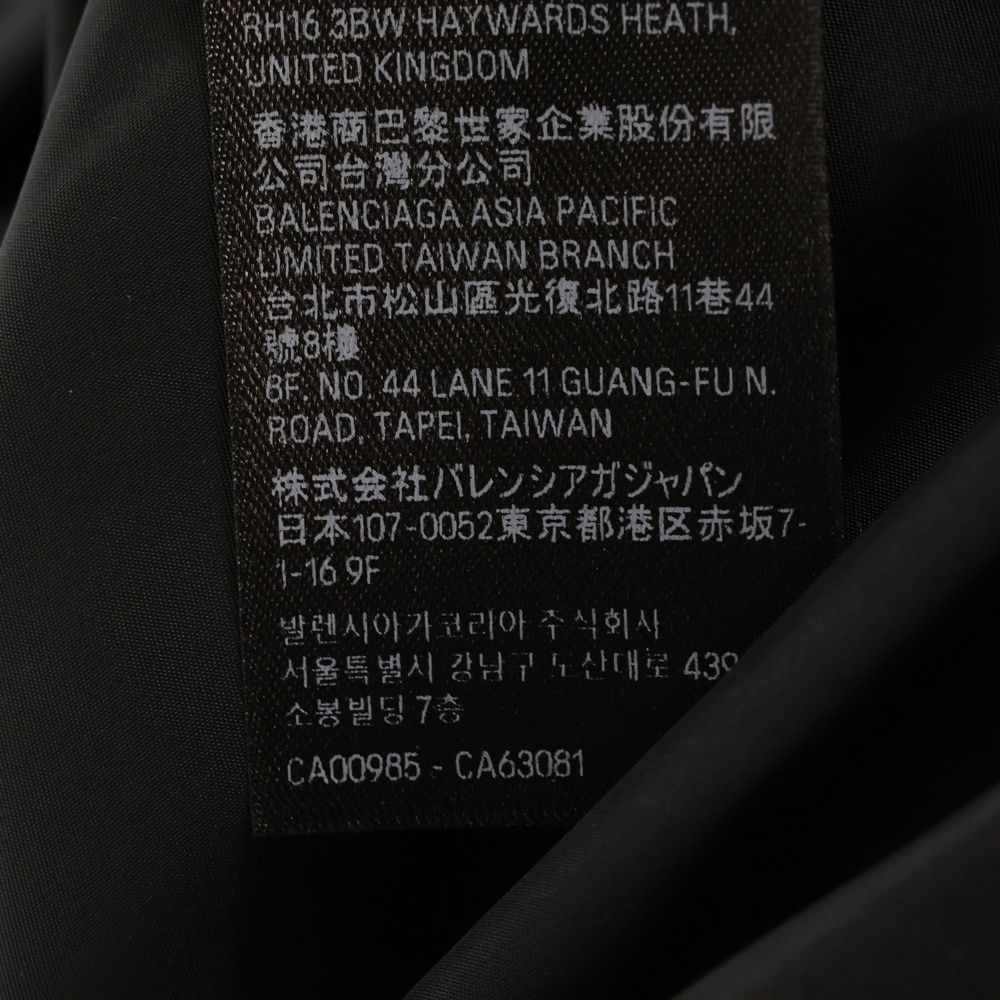 RH16 3BW HAYWARDS HEATH,
UNITED KINGDOM
香港商巴黎世家企業股份有限
公司台灣分公司
BALENCIAGA ASIA PACIFIC
LIMITED TAIWAN BRANCH
台北市松山區光復北路11巷44
號8樓
8F. NO. 44 LANE 11 GUANG-FU N.
ROAD, TAPEI, TAIWAN
株式会社バレンシアガジャパン
日本107-0052東京都港区赤坂7-
1-16 9F
발렌시아가코리아 주식회사
서울특별시 강남구 도산대로 439
소봉빌딩 7층
CA00985 - CA63081